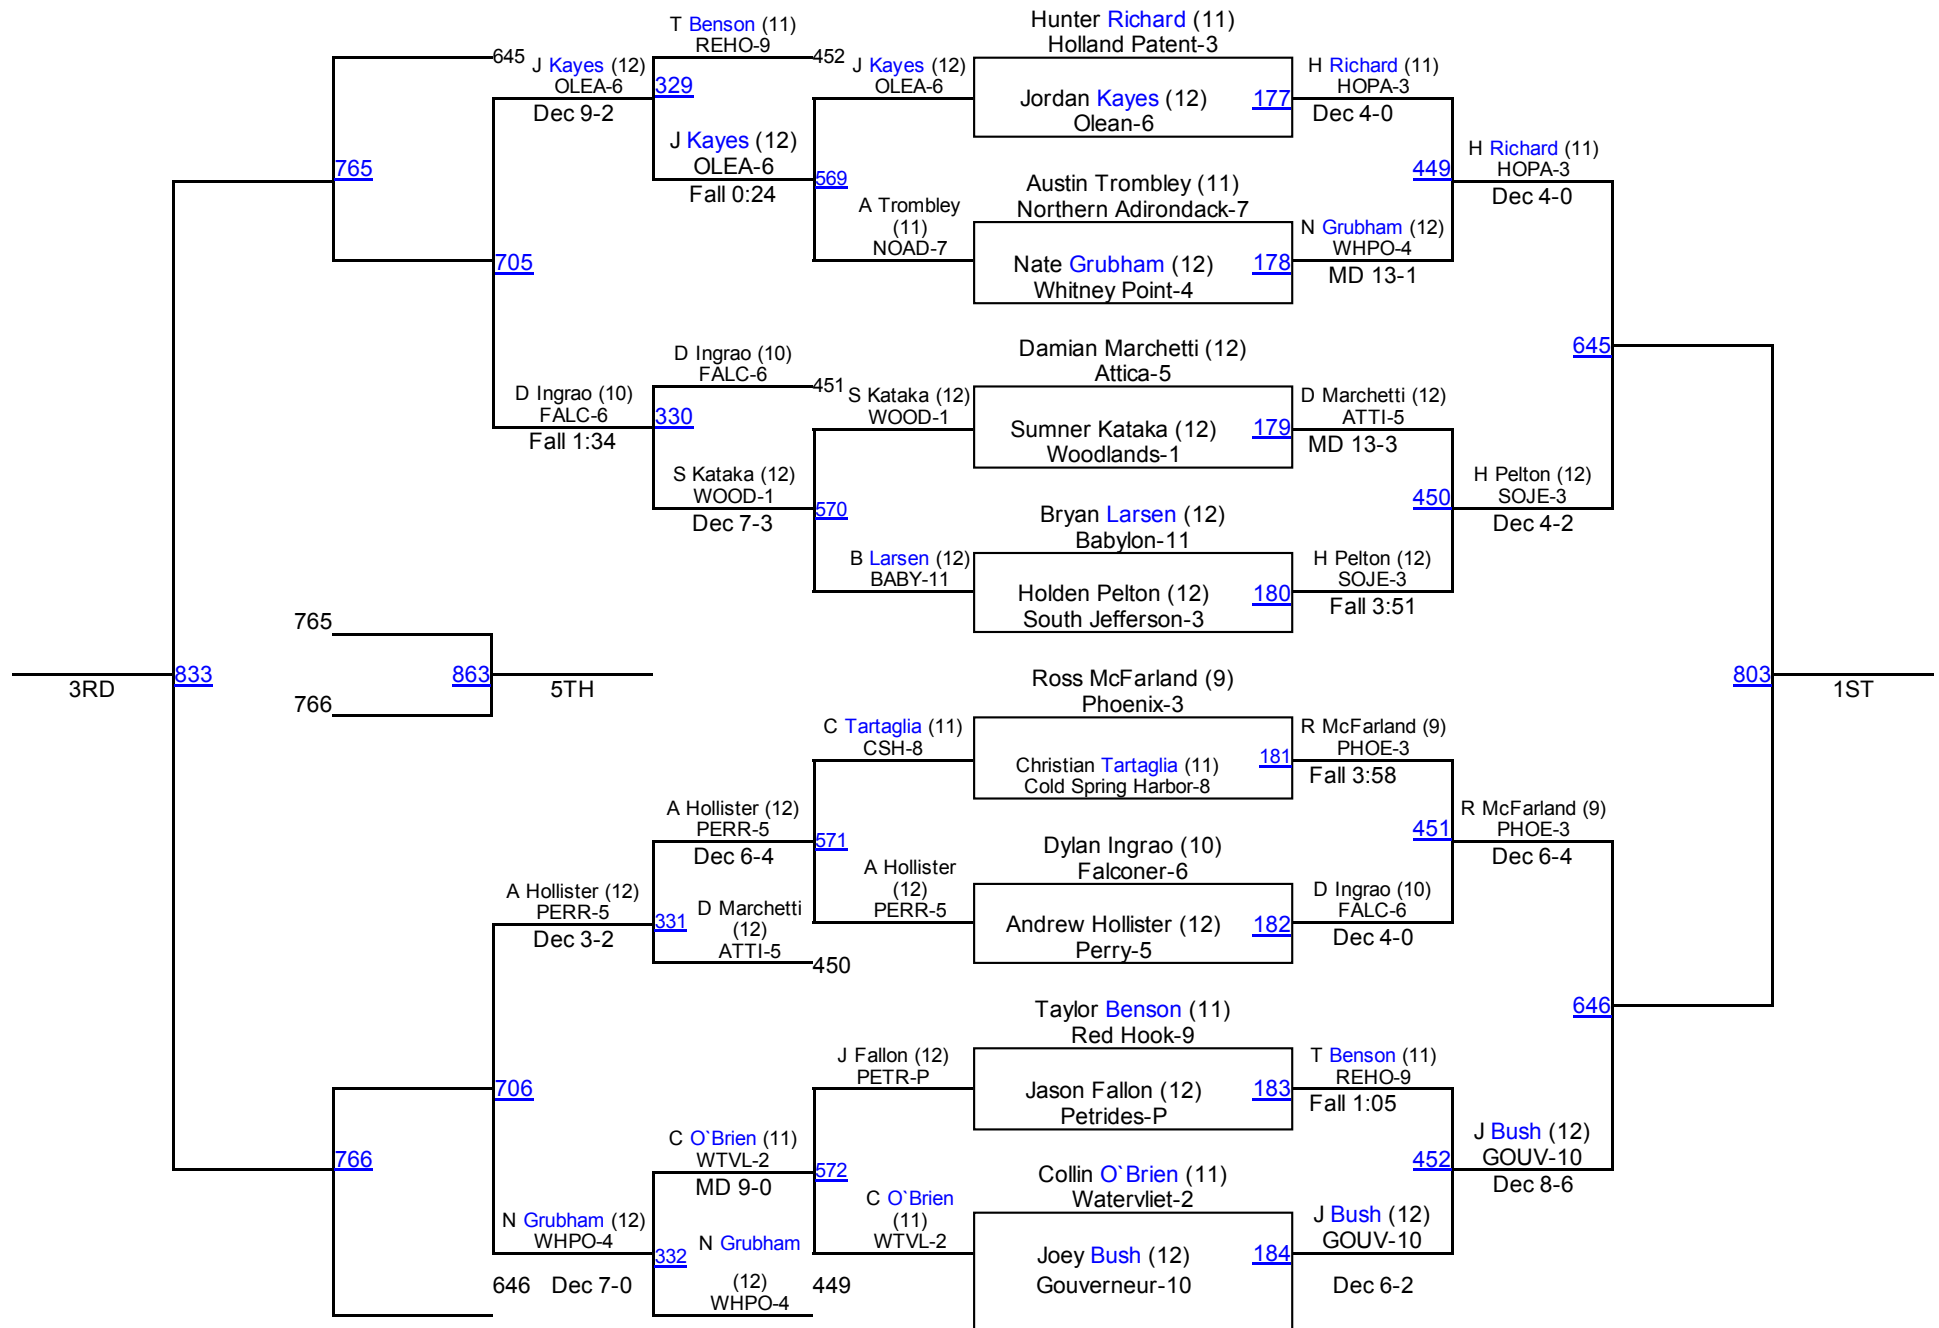 T Benson (11)
REHO-9
645
J Kayes (12)
OLEA-6
Dec 9-2
329
452
J Kayes (12)
OLEA-6
Hunter Richard (11)
Holland Patent-3
Jordan Kayes (12)
Olean-6
177
H Richard (11)
HOPA-3
Dec 4-0
J Kayes (12)
OLEA-6
Fall 0:24
569
765
A Trombley
(11)
NOAD-7
Austin Trombley (11)
Northern Adirondack-7
Nate Grubham (12)
Whitney Point-4
178
N Grubham (12)
WHPO-4
MD 13-1
449
H Richard (11)
HOPA-3
Dec 4-0
705
D Ingrao (10)
FALC-6
451
D Ingrao (10)
FALC-6
Fall 1:34
330
S Kataka (12)
WOOD-1
Damian Marchetti (12)
Attica-5
Sumner Kataka (12)
Woodlands-1
179
D Marchetti (12)
ATTI-5
MD 13-3
645
S Kataka (12)
WOOD-1
Dec 7-3
570
B Larsen (12)
BABY-11
Bryan Larsen (12)
Babylon-11
Holden Pelton (12)
South Jefferson-3
180
H Pelton (12)
SOJE-3
Fall 3:51
450
H Pelton (12)
SOJE-3
Dec 4-2
765
3RD
833
863
5TH
766
803
1ST
C Tartaglia (11)
CSH-8
Ross McFarland (9)
Phoenix-3
Christian Tartaglia (11)
Cold Spring Harbor-8
181
R McFarland (9)
PHOE-3
Fall 3:58
A Hollister (12)
PERR-5
Dec 6-4
571
A Hollister
(12)
PERR-5
Dylan Ingrao (10)
Falconer-6
Andrew Hollister (12)
Perry-5
182
D Ingrao (10)
FALC-6
Dec 4-0
451
R McFarland (9)
PHOE-3
Dec 6-4
A Hollister (12)
PERR-5
Dec 3-2
331
D Marchetti
(12)
ATTI-5
450
646
706
J Fallon (12)
PETR-P
Taylor Benson (11)
Red Hook-9
Jason Fallon (12)
Petrides-P
183
T Benson (11)
REHO-9
Fall 1:05
766
C O`Brien (11)
WTVL-2
MD 9-0
572
C O`Brien
(11)
WTVL-2
Collin O`Brien (11)
Watervliet-2
Joey Bush (12)
Gouverneur-10
184
J Bush (12)
GOUV-10
Dec 6-2
452
J Bush (12)
GOUV-10
Dec 8-6
N Grubham (12)
WHPO-4
646
Dec 7-0
332
N Grubham
(12)
WHPO-4
449